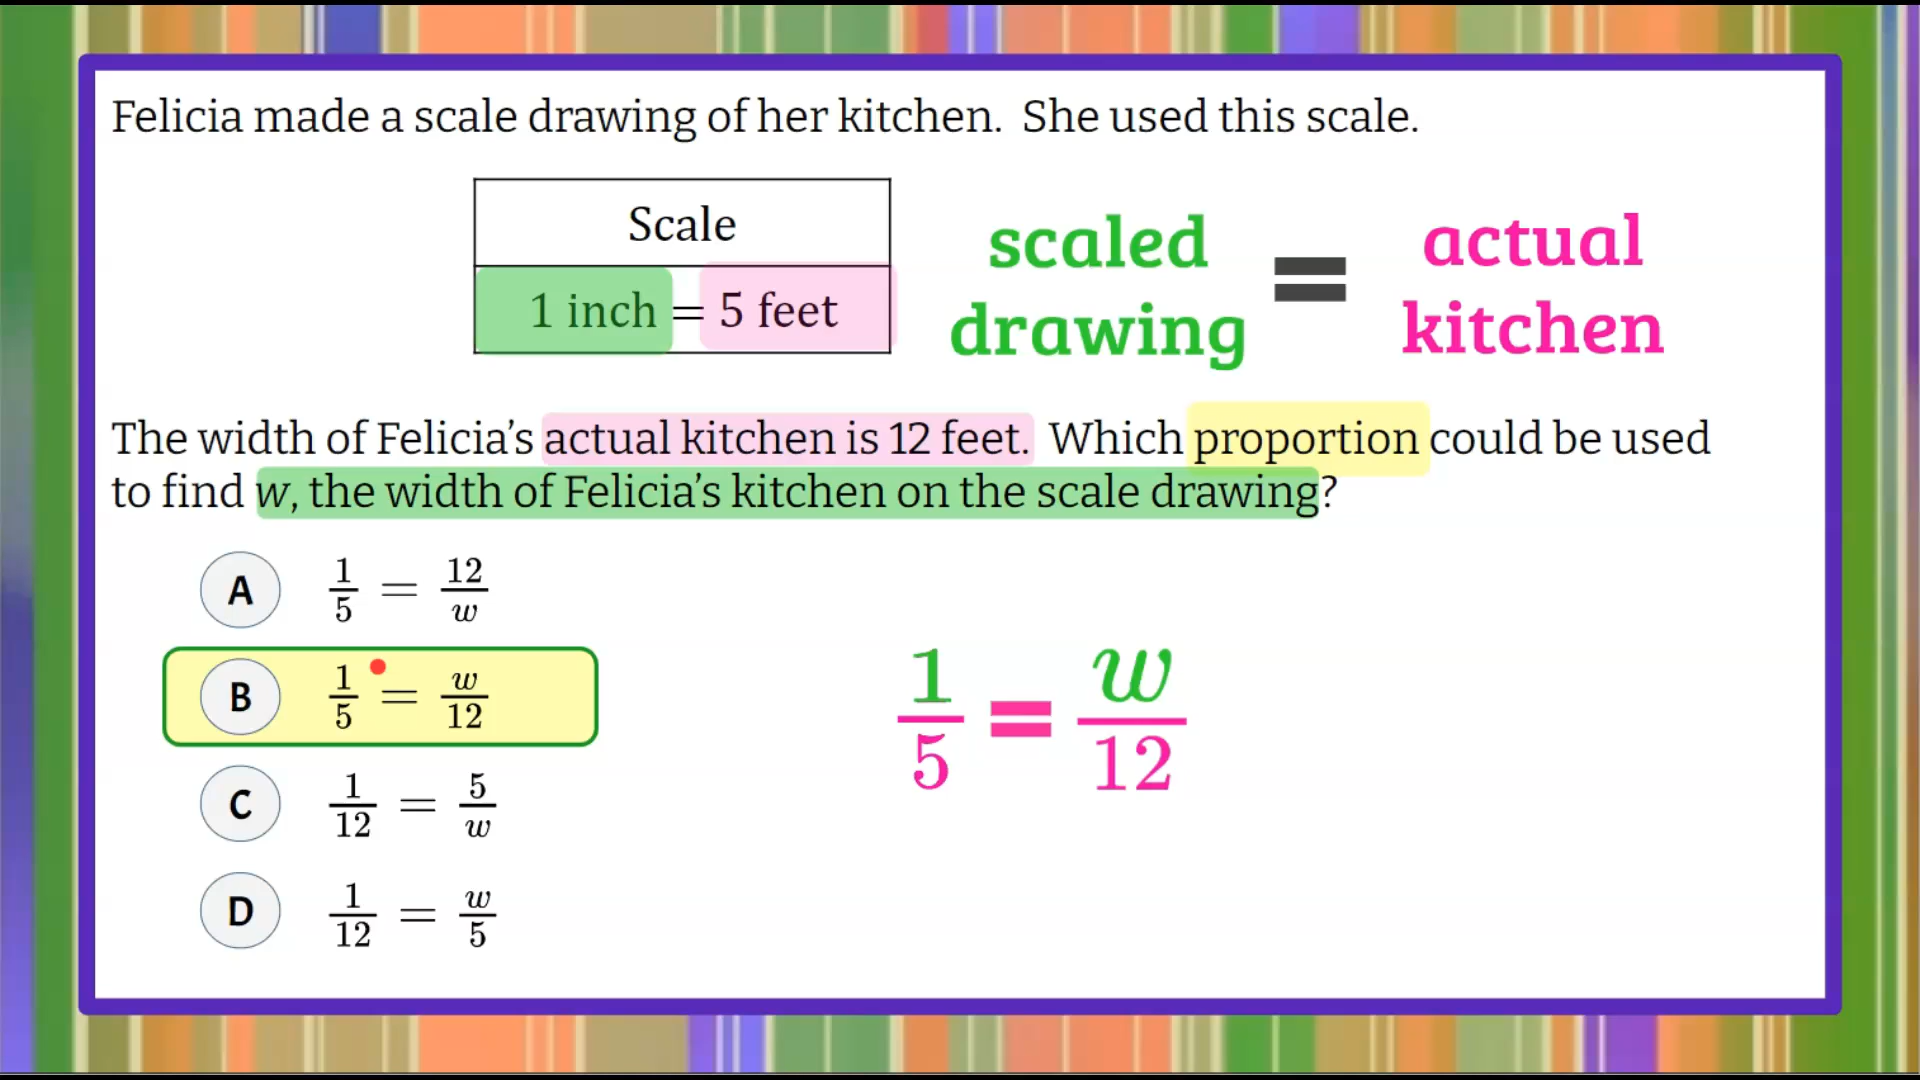 Felicia made a scale drawing of her kitchen. She used this scale.
Scale
1 inch = 5 feet
scaled drawing = actual kitchen
The width of Felicia’s actual kitchen is 12 feet. Which proportion could be used
to find w, the width of Felicia’s kitchen on the scale drawing?
A 1/5 = 12/w
B 1/5 = w/12
C 1/12 = 5/w
D 1/12 = w/5
1/5 = w/12